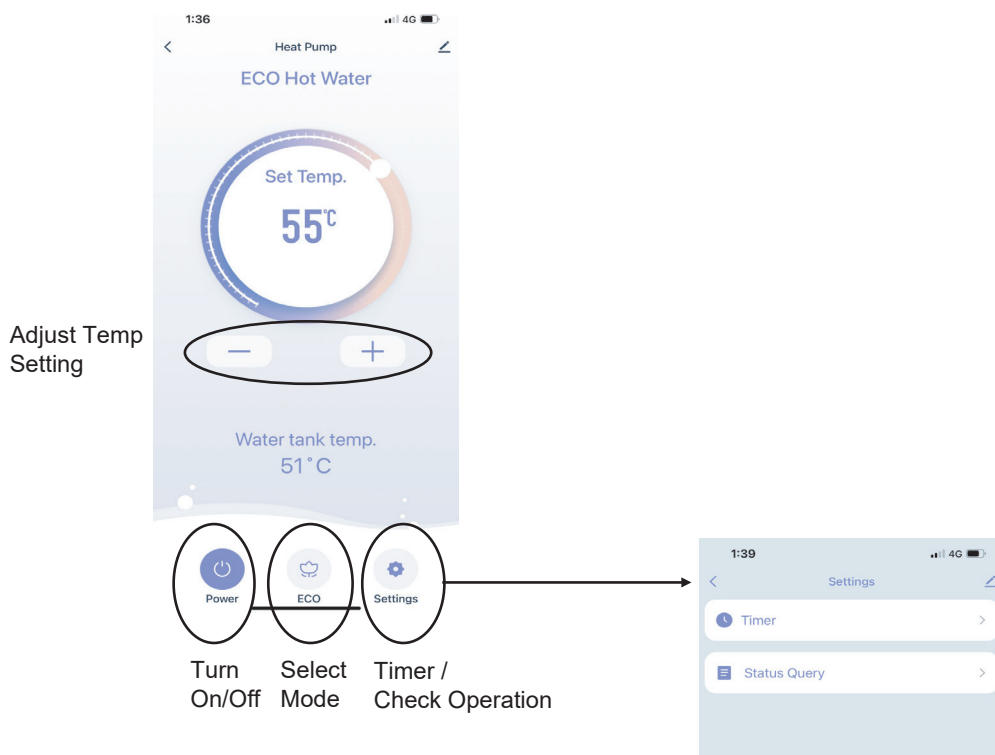 1:36
4G
Heat Pump
ECO Hot Water
Set Temp.
55°C
Adjust Temp
Setting
Water tank temp.
51°C
Power
ECO
Settings
Turn
On/Off
Select
Mode
Timer /
Check Operation
1:39
4G
Settings
Timer
Status Query